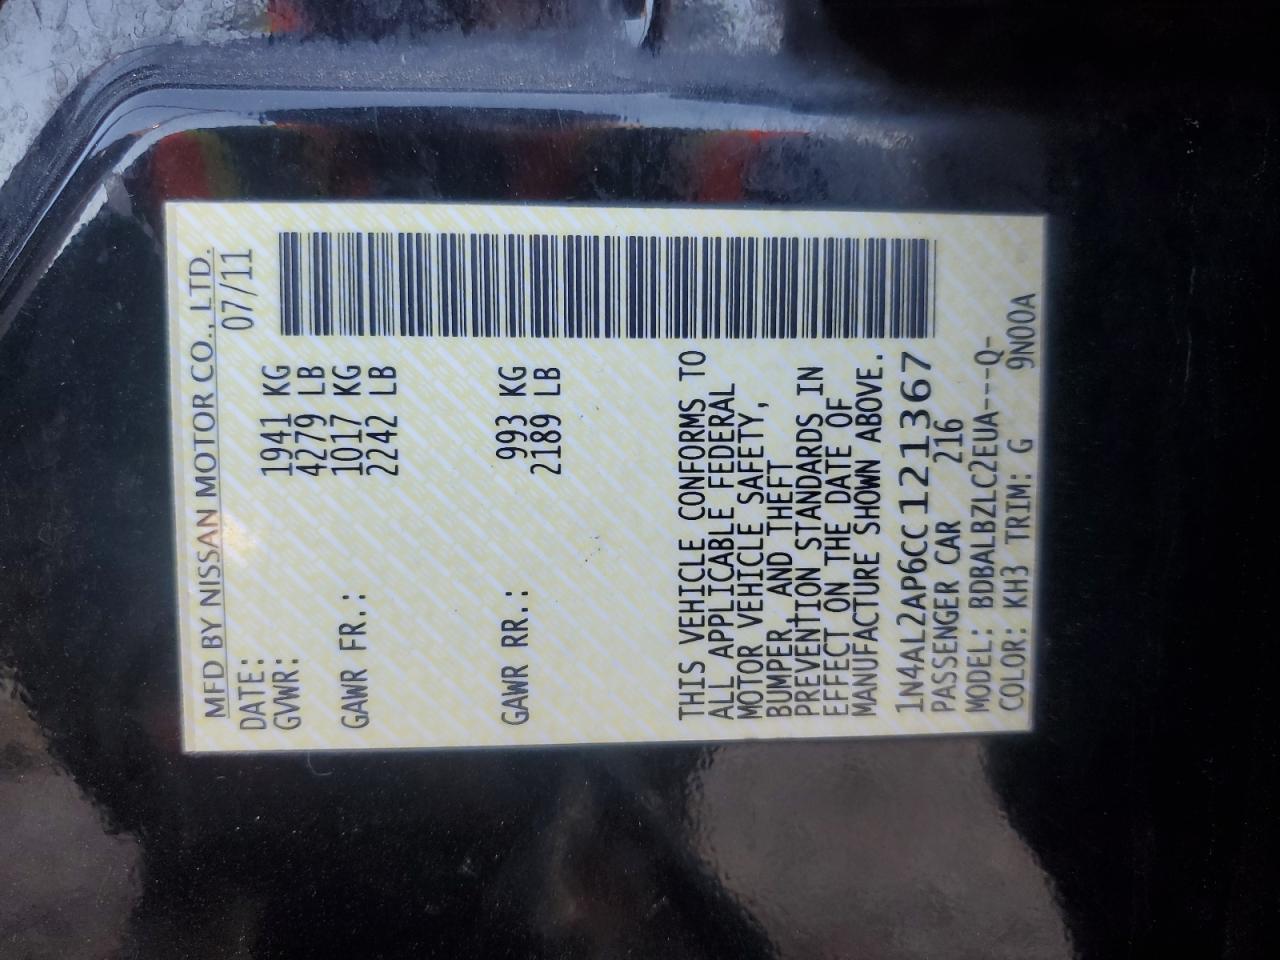 MFD BY NISSAN MOTOR CO., LTD.
DATE: 07/11
GVWR: 1941 KG
4279 LB
GAWR FR.: 1017 KG
2242 LB
GAWR RR.: 993 KG
2189 LB
THIS VEHICLE CONFORMS TO
ALL APPLICABLE FEDERAL
MOTOR VEHICLE SAFETY,
BUMPER, AND THEFT
PREVENTION STANDARDS IN
EFFECT ON THE DATE OF
MANUFACTURE SHOWN ABOVE.
1N4AL2AP6CC121367
PASSENGER CAR 216
MODEL: BDBALBZLC2EUA---Q-
COLOR: KH3 TRIM: G 9N00A